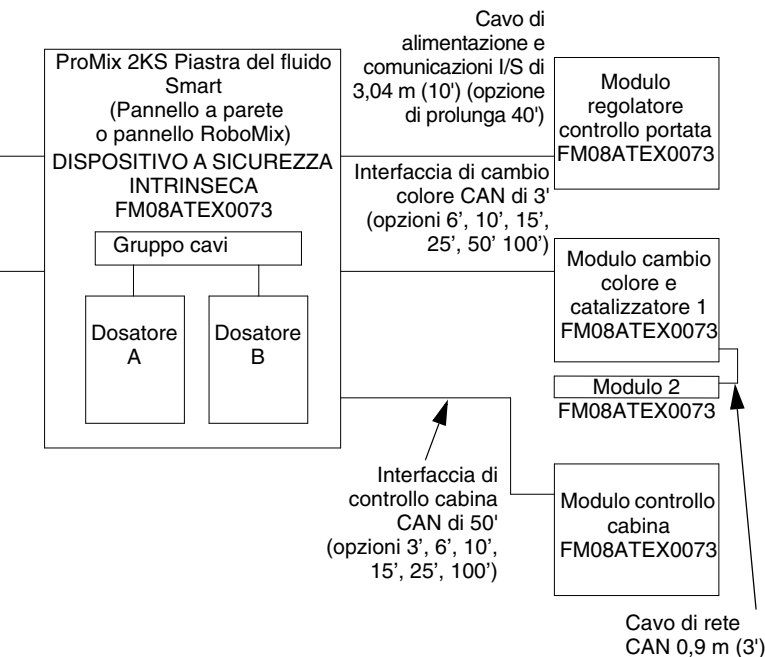 ProMix 2KS Piastra del fluido
Smart
(Pannello a parete
o pannello RoboMix)
DISPOSITIVO A SICUREZZA
INTRINSECA
FM08ATEX0073
Gruppo cavi
Dosatore
A
Dosatore
B
Cavo di
alimentazione e
comunicazioni I/S di
3,04 m (10') (opzione
di prolunga 40')
Modulo
regolatore
controllo portata
FM08ATEX0073
Interfaccia di cambio
colore CAN di 3'
(opzioni 6’, 10’, 15’,
25’, 50’ 100’)
Modulo cambio
colore e
catalizzatore 1
FM08ATEX0073
Modulo 2
FM08ATEX0073
Interfaccia di
controllo cabina
CAN di 50'
(opzioni 3’, 6’, 10’,
15’, 25’, 100’)
Modulo controllo
cabina
FM08ATEX0073
Cavo di rete
CAN 0,9 m (3')